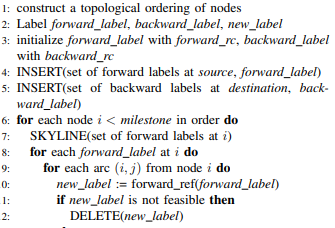 1: construct a topological ordering of nodes
2: Label forward_label, backward_label, new_label
3: initialize forward_label with forward_rc, backward_label
with backward_rc
4: INSERT(set of forward labels at source, forward_label)
5: INSERT(set of backward labels at destination, back-
ward_label)
6: for each node i < milestone in order do
7: SKYLINE(set of forward labels at i)
8: for each forward_label at i do
9: for each arc (i, j) from node i do
0: new_label := forward_ref(forward_label)
1: if new_label is not feasible then
2: DELETE(new_label)